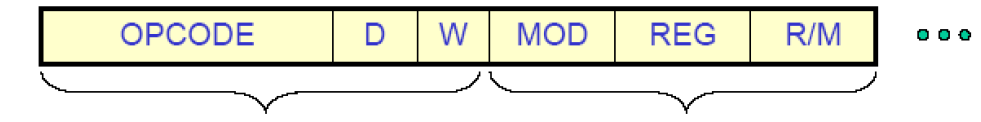 OPCODE D W MOD REG R/M